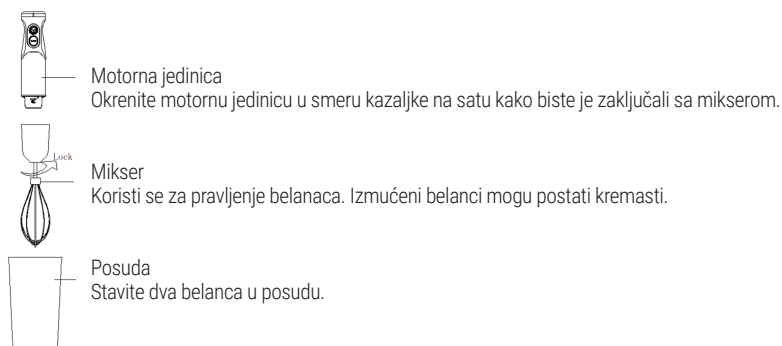 Motorna jedinica
Okrenite motornu jedinicu u smeru kazaljke na satu kako biste je zaključali sa mikserom.
Lock
Mikser
Koristi se za pravljenje belanaca. Izmućeni belanci mogu postati kremasti.
Posuda
Stavite dva belanca u posudu.